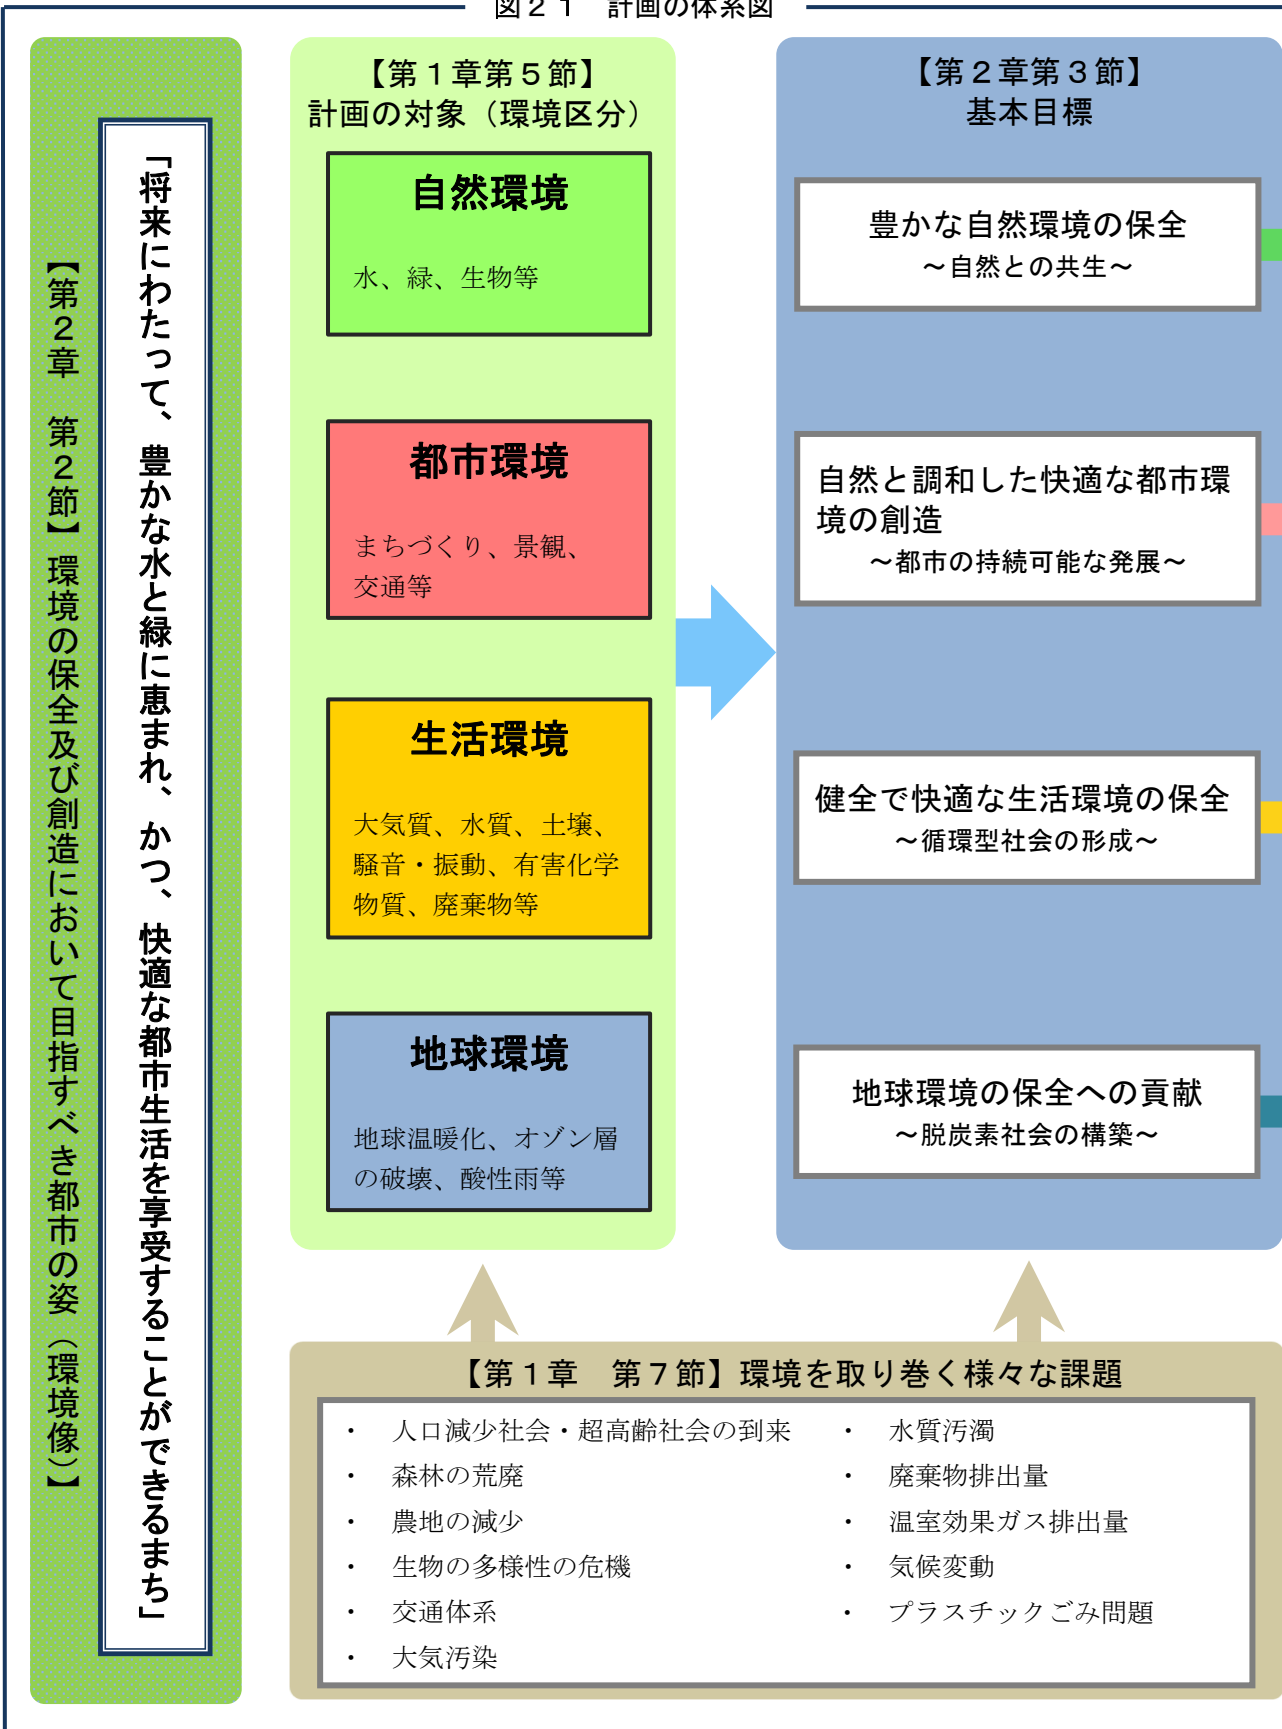 図２１　計画の体系図
【第２章　第２節】環境の保全及び創造において目指すべき都市の姿（環境像）】
「将来にわたって、豊かな水と緑に恵まれ、かつ、快適な都市生活を享受することができるまち」
【第１章第５節】
計画の対象（環境区分）
自然環境
水、緑、生物等
都市環境
まちづくり、景観、
交通等
生活環境
大気質、水質、土壌、
騒音・振動、有害化学
物質、廃棄物等
地球環境
地球温暖化、オゾン層
の破壊、酸性雨等
【第２章第３節】
基本目標
豊かな自然環境の保全
～自然との共生～
自然と調和した快適な都市環
境の創造
～都市の持続可能な発展～
健全で快適な生活環境の保全
～循環型社会の形成～
地球環境の保全への貢献
～脱炭素社会の構築～
【第１章　第７節】環境を取り巻く様々な課題
・　人口減少社会・超高齢社会の到来
・　森林の荒廃
・　農地の減少
・　生物の多様性の危機
・　交通体系
・　大気汚染
・　水質汚濁
・　廃棄物排出量
・　温室効果ガス排出量
・　気候変動
・　プラスチックごみ問題